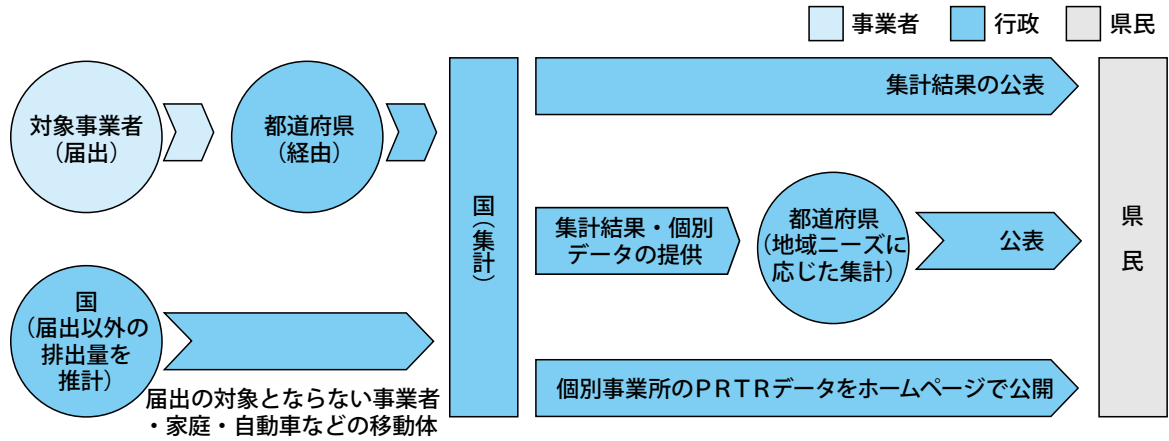 事業者 行政 県民
対象事業者
(届出)
都道府県
(経由)
国(集計)
集計結果の公表
集計結果・個別
データの提供
都道府県
(地域ニーズに
応じた集計)
公表
県民
国
(届出以外の
排出量を
推計)
届出の対象とならない事業者
・家庭・自動車などの移動体
個別事業所のPRTRデータをホームページで公開